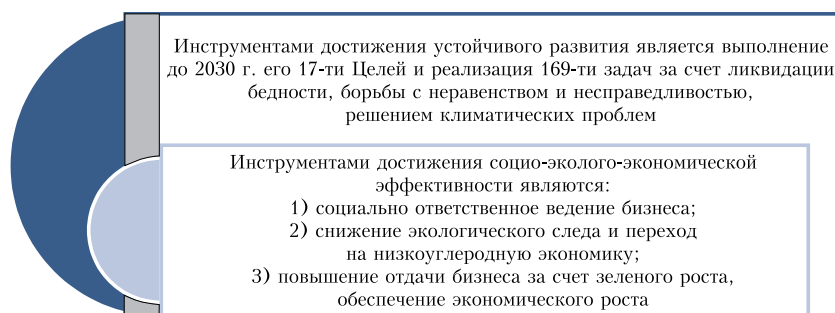 Инструментами достижения устойчивого развития является выполнение
до 2030 г. его 17-ти Целей и реализация 169-ти задач за счет ликвидации
бедности, борьбы с неравенством и несправедливостью,
решением климатических проблем
Инструментами достижения социо-эколого-экономической
эффективности являются:
1) социально ответственное ведение бизнеса;
2) снижение экологического следа и переход
на низкоуглеродную экономику;
3) повышение отдачи бизнеса за счет зеленого роста,
обеспечение экономического роста